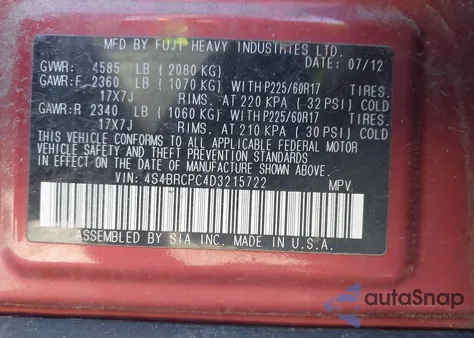 MFD BY FUJI HEAVY INDUSTRIES LTD.
DATE: 07/12
GVWR: 4585 LB ( 2080 KG)
GAWR:F 2360 LB ( 1070 KG) WITH P225/60R17 TIRES.
17X7J RIMS. AT 220 KPA ( 32 PSI) COLD
GAWR:R 2340 LB ( 1060 KG) WITH P225/60R17 TIRES.
17X7J RIMS. AT 210 KPA ( 30 PSI) COLD
THIS VEHICLE CONFORMS TO ALL APPLICABLE FEDERAL MOTOR
VEHICLE SAFETY AND THEFT PREVENTION STANDARDS
IN EFFECT ON THE DATE OF MANUFACTURE SHOWN ABOVE.
VIN: 4S4BRCPC4D3215722 MPV
ASSEMBLED BY SIA INC. MADE IN U.S.A.
autoSnap